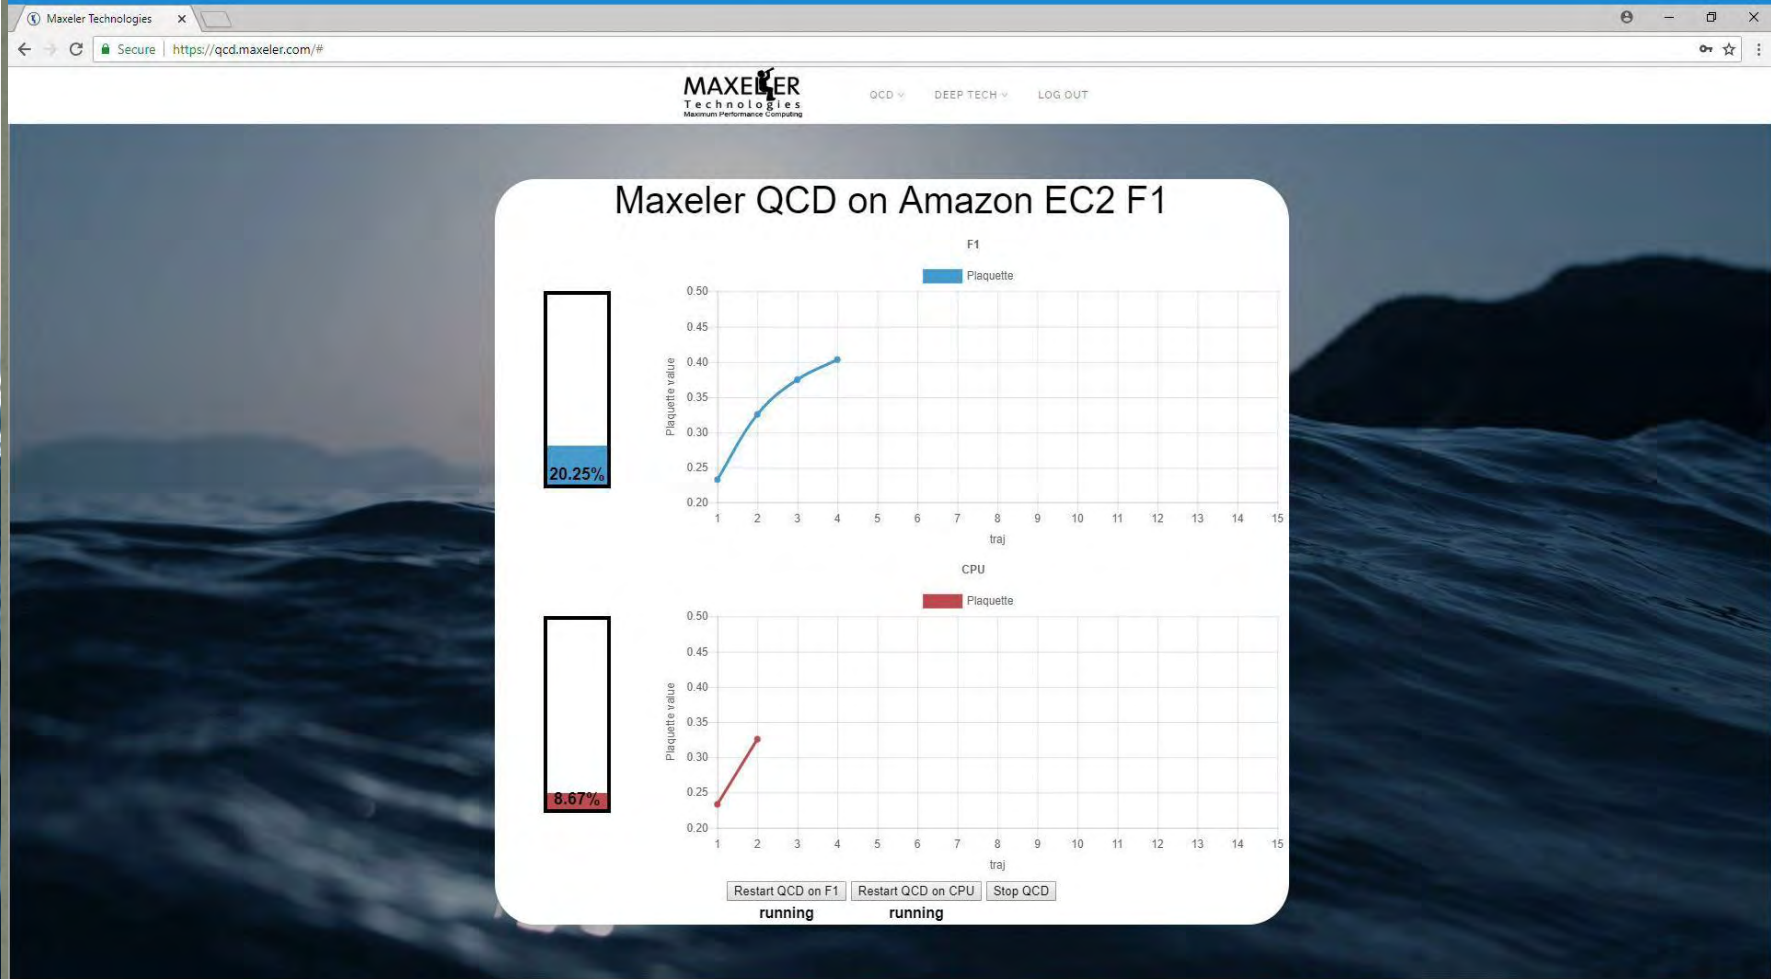 Maxeler Technologies
Secure https://qcd.maxeler.com/#
MAXELER
Technologies
Maximum Performance Computing
QCD DEEP TECH LOG OUT
Maxeler QCD on Amazon EC2 F1
F1
Plaquette
0.50
0.45
0.40
0.35
0.30
0.25
0.20
Plaquette value
20.25%
1 2 3 4 5 6 7 8 9 10 11 12 13 14 15
traj
CPU
Plaquette
0.50
0.45
0.40
0.35
0.30
0.25
0.20
Plaquette value
8.67%
1 2 3 4 5 6 7 8 9 10 11 12 13 14 15
traj
Restart QCD on F1 Restart QCD on CPU Stop QCD
running running